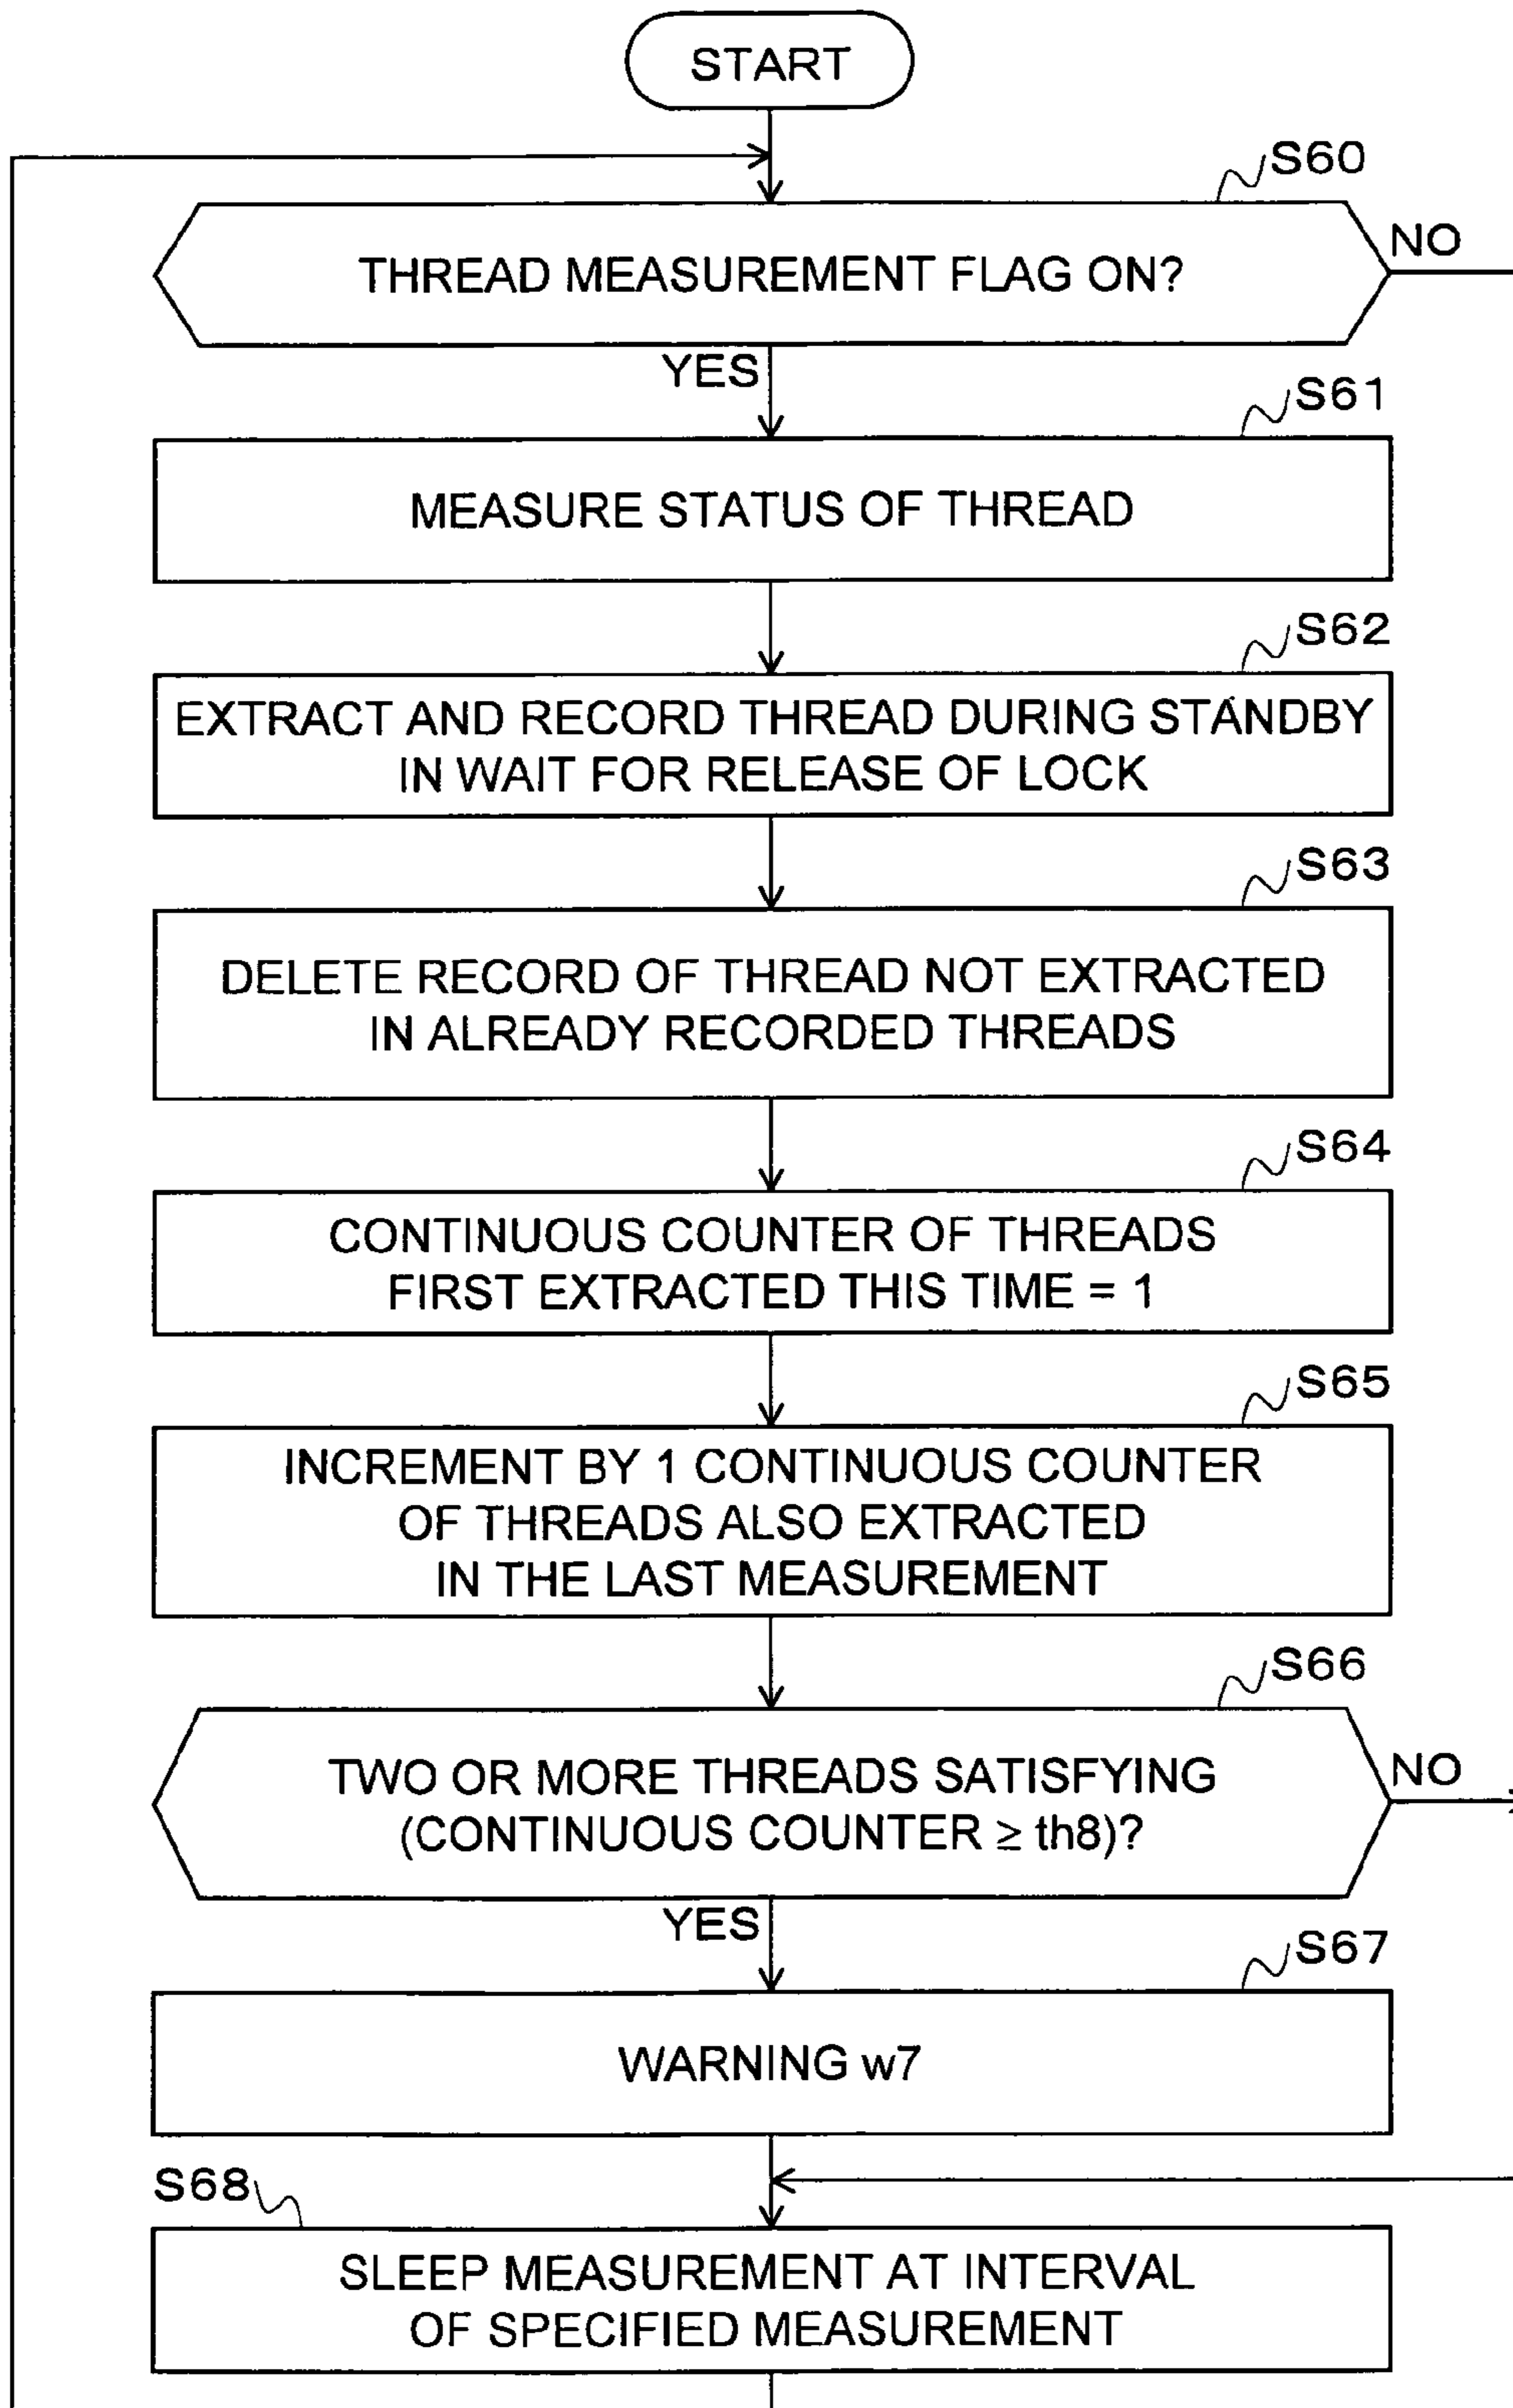 START
S60
THREAD MEASUREMENT FLAG ON?
NO
YES
S61
MEASURE STATUS OF THREAD
S62
EXTRACT AND RECORD THREAD DURING STANDBY
IN WAIT FOR RELEASE OF LOCK
S63
DELETE RECORD OF THREAD NOT EXTRACTED
IN ALREADY RECORDED THREADS
S64
CONTINUOUS COUNTER OF THREADS
FIRST EXTRACTED THIS TIME = 1
S65
INCREMENT BY 1 CONTINUOUS COUNTER
OF THREADS ALSO EXTRACTED
IN THE LAST MEASUREMENT
S66
TWO OR MORE THREADS SATISFYING
(CONTINUOUS COUNTER ≥ th8)?
NO
YES
S67
WARNING w7
S68
SLEEP MEASUREMENT AT INTERVAL
OF SPECIFIED MEASUREMENT